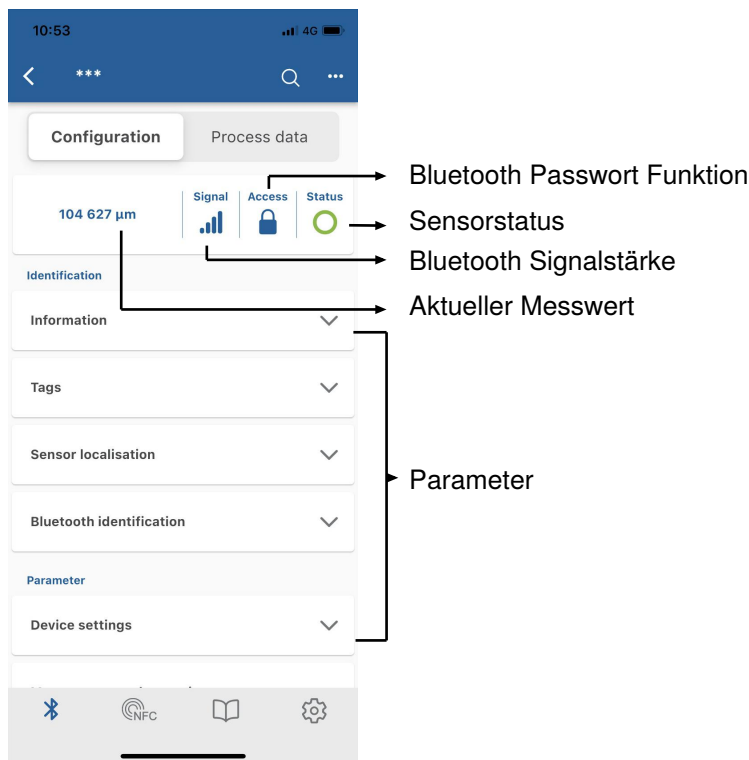 10:53
4G
***
Configuration
Process data
104 627 µm
Signal
Access
Status
Bluetooth Passwort Funktion
Sensorstatus
Bluetooth Signalstärke
Aktueller Messwert
Identification
Information
Tags
Sensor localisation
Bluetooth identification
Parameter
Parameter
Device settings
NFC